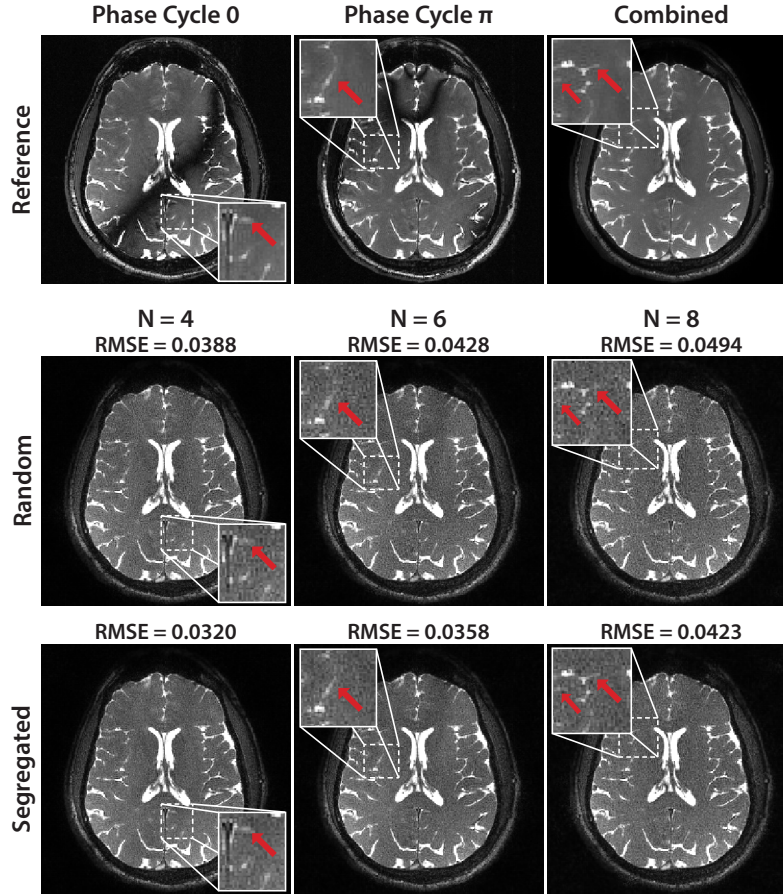 Phase Cycle 0 Phase Cycle π Combined
Reference
N = 4 N = 6 N = 8
RMSE = 0.0388 RMSE = 0.0428 RMSE = 0.0494
Random
RMSE = 0.0320 RMSE = 0.0358 RMSE = 0.0423
Segregated